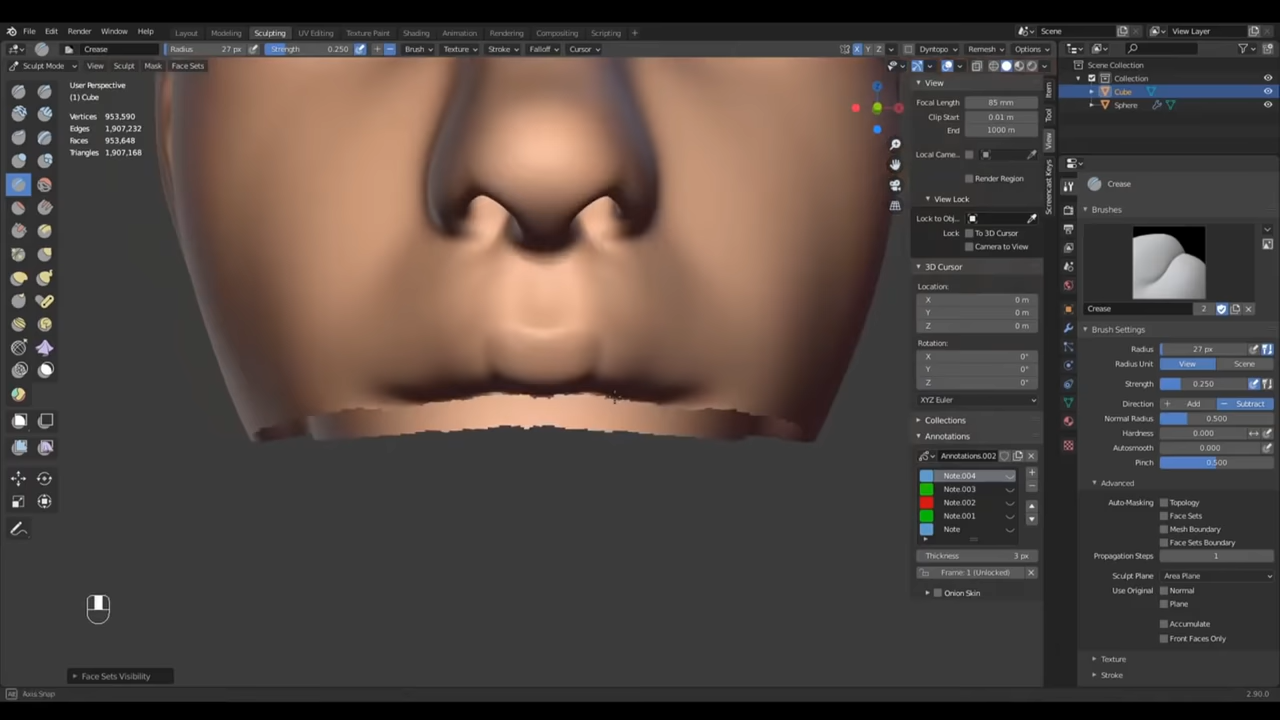 File Edit Render Window Help Layout Modeling Sculpting UV Editing Texture Paint Shading Animation Rendering Compositing Scripting + Scene View Layer
Crease Radius 27 px Strength 0.250 + − Brush Texture Stroke Falloff Cursor X Y Z Dyntopo Remesh Options
Sculpt Mode View Sculpt Mask Face Sets
User Perspective
(1) Cube
Vertices 953,590
Edges 1,907,232
Faces 953,648
Triangles 1,907,168
View
Focal Length 85 mm
Clip Start 0.01 m
End 1000 m
Local Came...
Render Region
View Lock
Lock to Obj...
Lock To 3D Cursor
Camera to View
3D Cursor
Location:
X 0 m
Y 0 m
Z 0 m
Rotation:
X 0°
Y 0°
Z 0°
XYZ Euler
Collections
Annotations
Annotations.002
Note.004
Note.003
Note.002
Note.001
Note
Thickness 3 px
Frame: 1 (Unlocked)
Onion Skin
Item
Tool
View
Screencast Keys
Scene Collection
Collection
Cube
Sphere
Crease
Brushes
Crease 2
Brush Settings
Radius 27 px
Radius Unit View Scene
Strength 0.250
Direction + Add − Subtract
Normal Radius 0.500
Hardness 0.000
Autosmooth 0.000
Pinch 0.500
Advanced
Auto-Masking Topology
Face Sets
Mesh Boundary
Face Sets Boundary
Propagation Steps 1
Sculpt Plane Area Plane
Use Original Normal
Plane
Accumulate
Front Faces Only
Texture
Stroke
Face Sets Visibility
Axis Snap 2.90.0